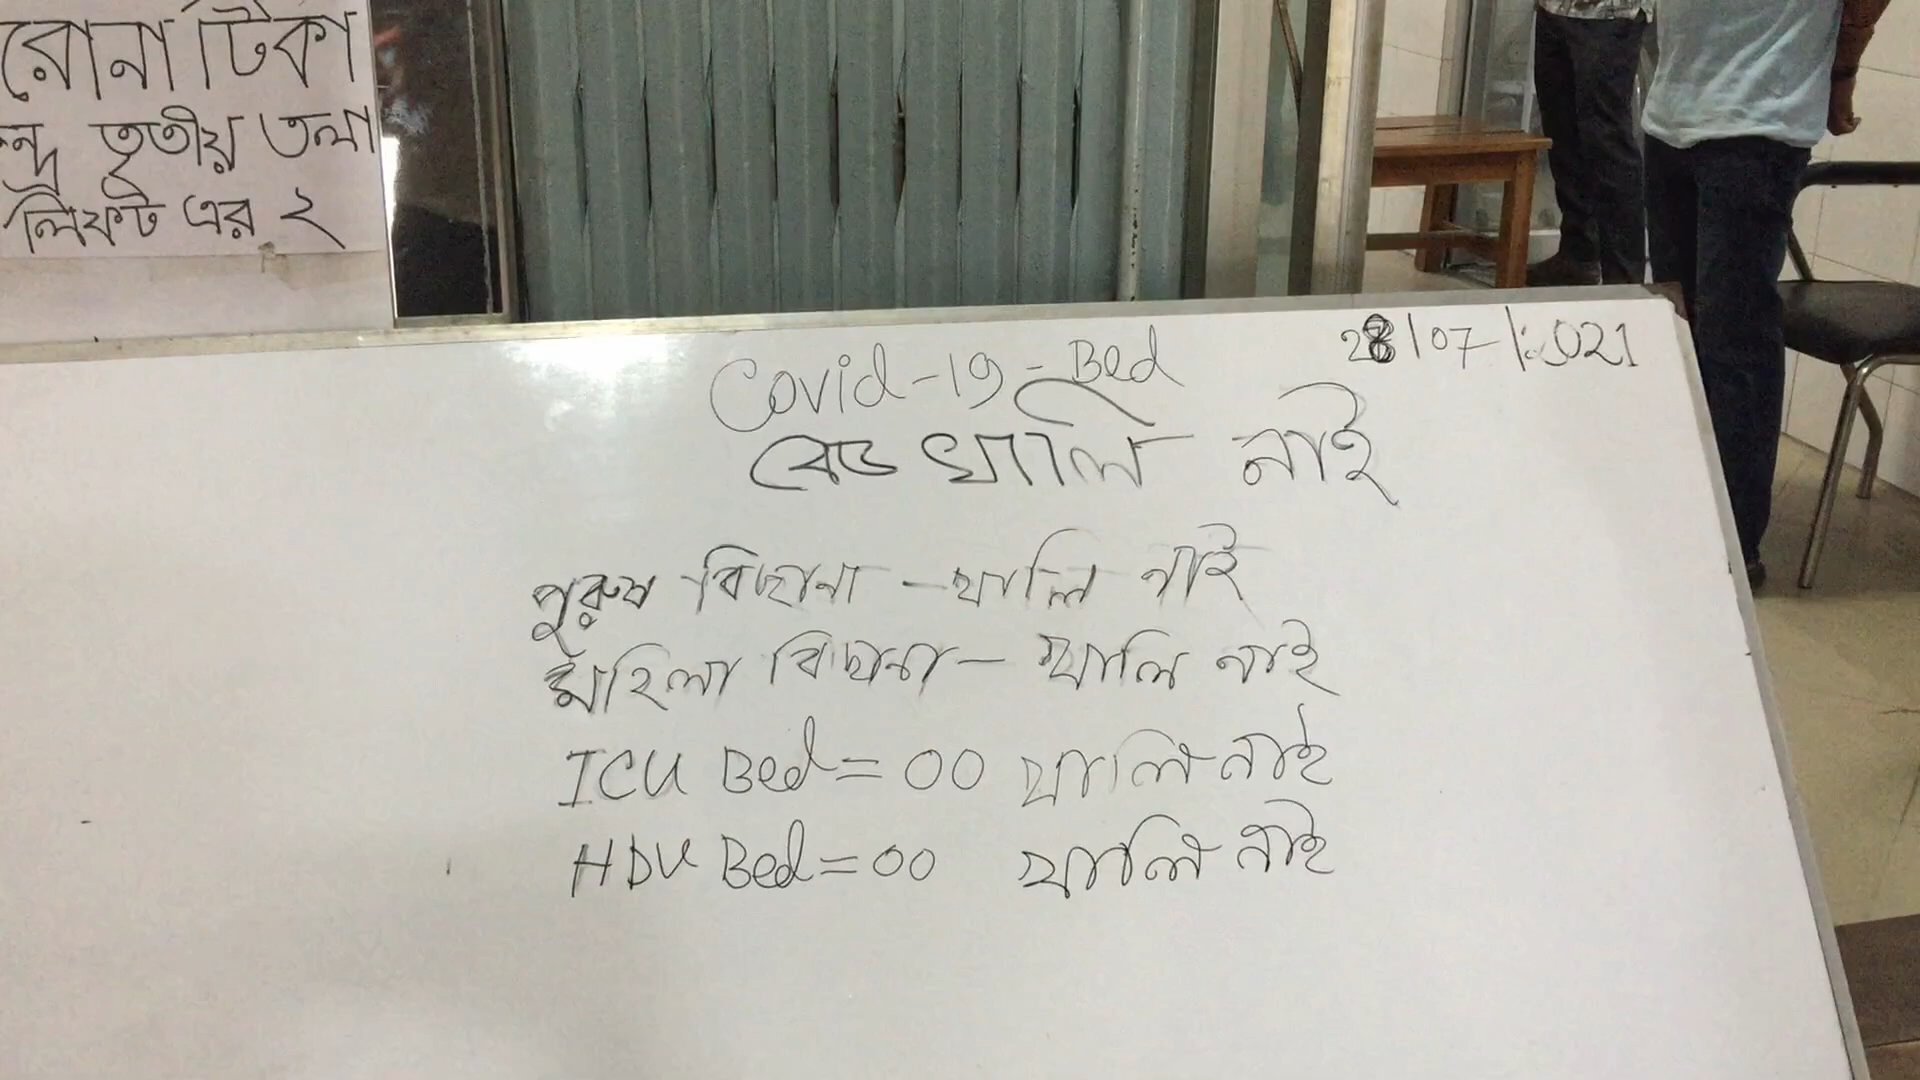 রোনা টিকা
ন্দ্র তৃতীয় তলা
লিফট এর ২
28/07/2021
Covid-19-Bed
বেড খালি নাই
পুরুষ বিছানা - খালি নাই
মহিলা বিছানা - খালি নাই
ICU Bed = 00 খালি নাই
HDU Bed = 00 খালি নাই